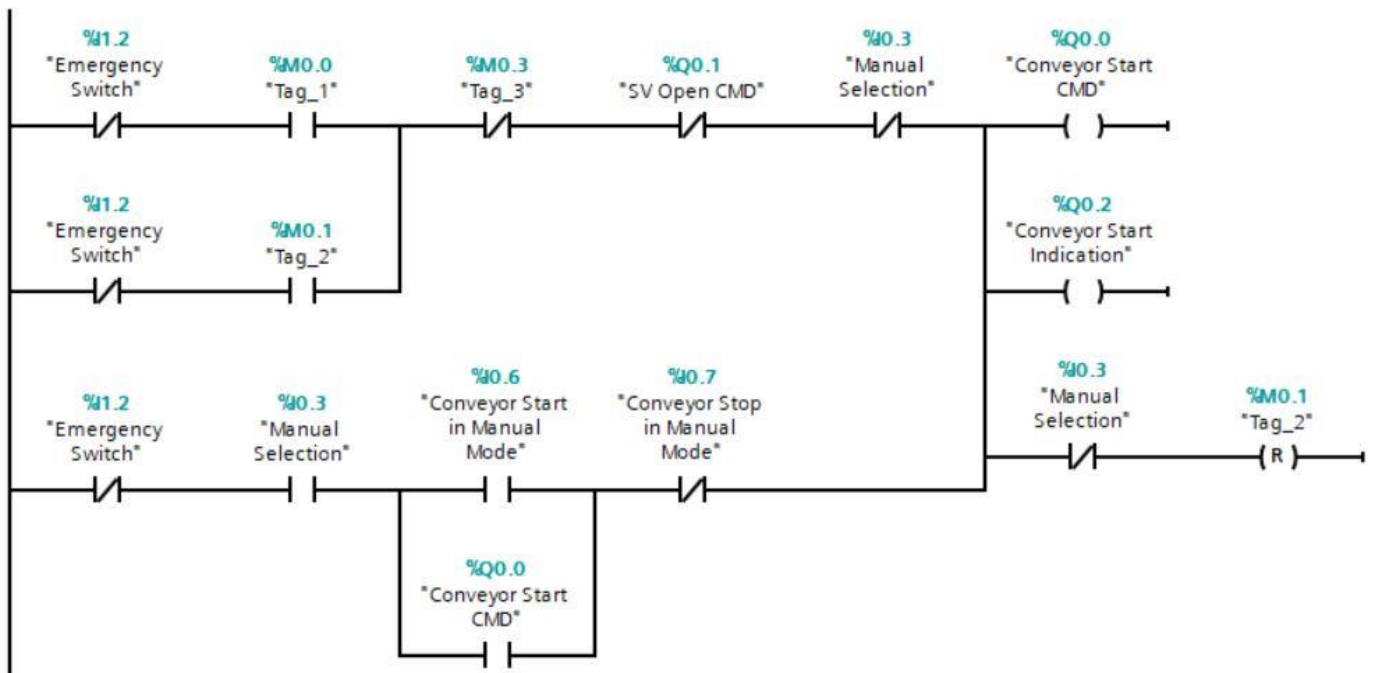 %I1.2
"Emergency
Switch"
%M0.0
"Tag_1"
%M0.3
"Tag_3"
%Q0.1
"SV Open CMD"
%I0.3
"Manual
Selection"
%Q0.0
"Conveyor Start
CMD"
%I1.2
"Emergency
Switch"
%M0.1
"Tag_2"
%Q0.2
"Conveyor Start
Indication"
%I1.2
"Emergency
Switch"
%I0.3
"Manual
Selection"
%I0.6
"Conveyor Start
in Manual
Mode"
%I0.7
"Conveyor Stop
in Manual
Mode"
%I0.3
"Manual
Selection"
%M0.1
"Tag_2"
R
%Q0.0
"Conveyor Start
CMD"